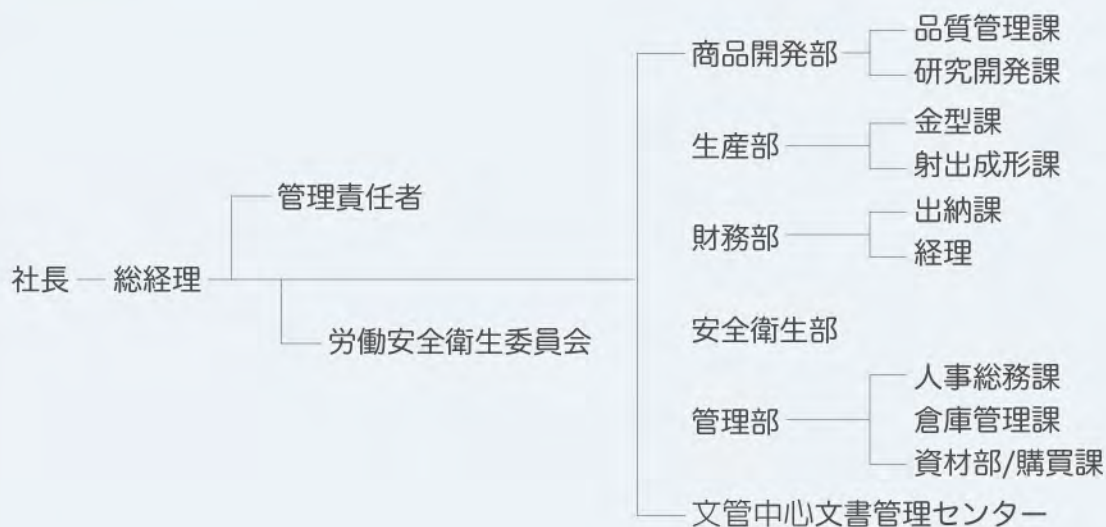 社長
総経理
管理責任者
労働安全衛生委員会
商品開発部
品質管理課
研究開発課
生産部
金型課
射出成形課
財務部
出納課
経理
安全衛生部
管理部
人事総務課
倉庫管理課
資材部/購買課
文管中心文書管理センター